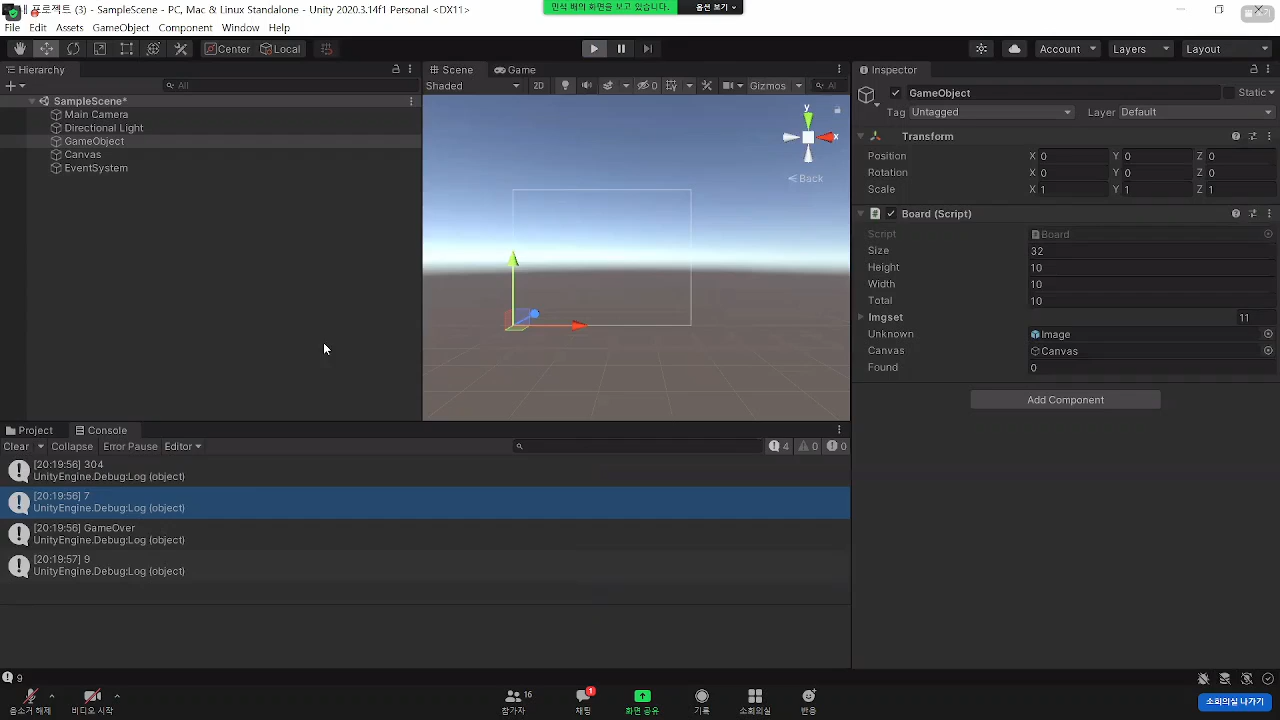 프로젝트 (3) - SampleScene - PC, Mac & Linux Standalone - Unity 2020.3.14f1 Personal <DX11>
민석 배의 화면을 보고 있습니다.
옵션 보기
File Edit Assets GameObject Component Window Help
Center Local
Account Layers Layout
Hierarchy
All
SampleScene*
Main Camera
Directional Light
GameObject
Canvas
EventSystem
Scene Game
Shaded 2D 0 Gizmos All
y
x
Back
Inspector
GameObject Static
Tag Untagged Layer Default
Transform
Position X 0 Y 0 Z 0
Rotation X 0 Y 0 Z 0
Scale X 1 Y 1 Z 1
Board (Script)
Script Board
Size 32
Height 10
Width 10
Total 10
Imgset 11
Unknown Image
Canvas Canvas
Found 0
Add Component
Project Console
Clear Collapse Error Pause Editor 4 0 0
[20:19:56] 304
UnityEngine.Debug:Log (object)
[20:19:56] 7
UnityEngine.Debug:Log (object)
[20:19:56] GameOver
UnityEngine.Debug:Log (object)
[20:19:57] 9
UnityEngine.Debug:Log (object)
9
16 1
음소거 해제 비디오 시작 참가자 채팅 화면 공유 기록 소회의실 반응 소회의실 나가기